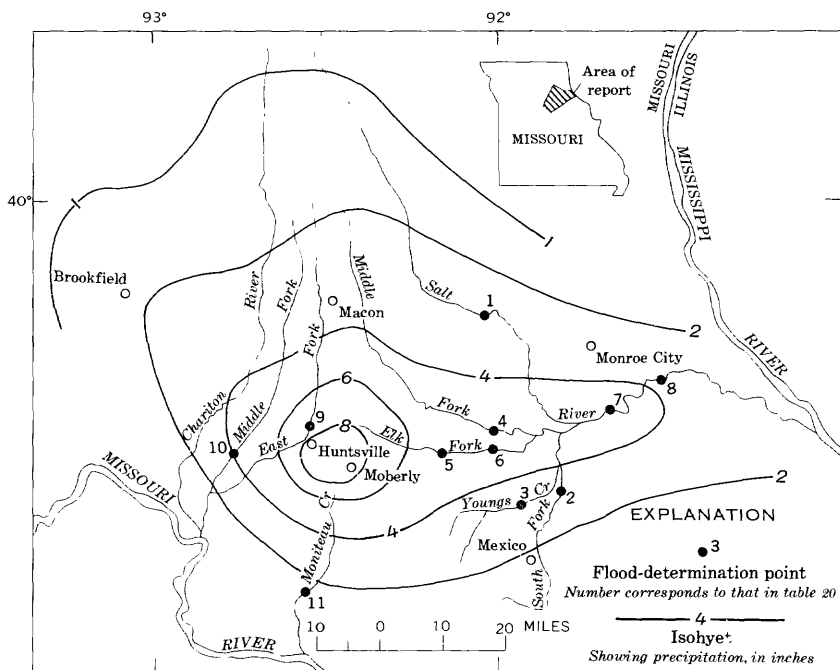 93°
92°
40°
Area of
report
MISSOURI
MISSOURI
ILLINOIS
MISSISSIPPI
RIVER
1
1
Brookfield
River
Fork
Fork
Middle
Macon
Salt
1
2
Monroe City
Chariton
Middle
East
6
4
8
9
Huntsville
Moberly
10
Elk
Fork
Fork
4
5
6
River
7
8
MISSOURI
Cr
Moniteau
4
Youngs
3
Cr
Fork
2
Mexico
South
2
11
RIVER
10 0 10 20 MILES
EXPLANATION
3
Flood-determination point
Number corresponds to that in table 20
4
Isohyet
Showing precipitation, in inches